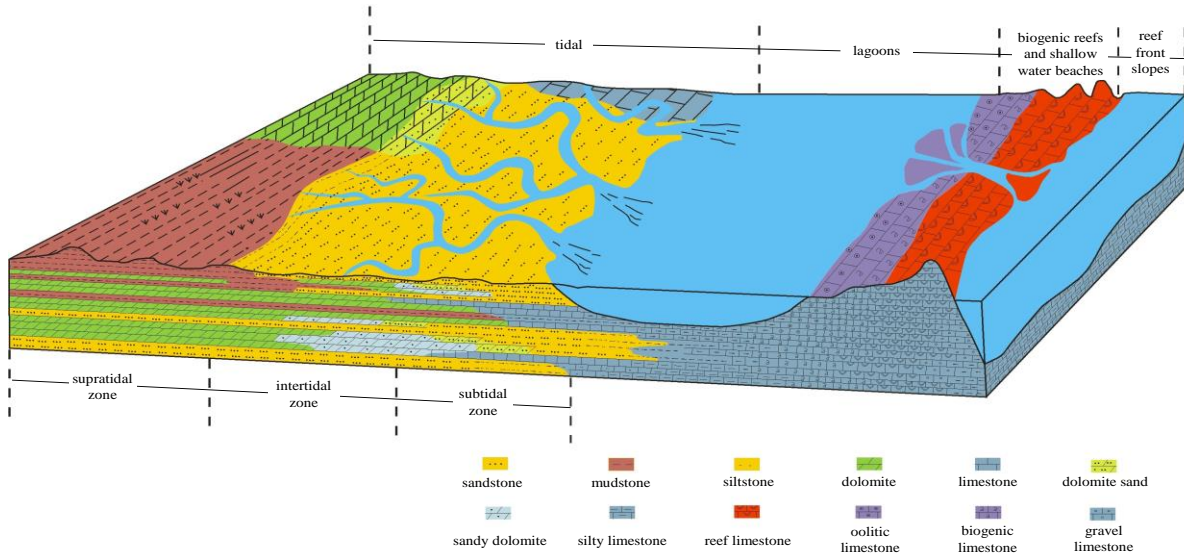 tidal
lagoons
biogenic reefs
and shallow
water beaches
reef
front
slopes
supratidal
zone
intertidal
zone
subtidal
zone
sandstone
mudstone
siltstone
dolomite
limestone
dolomite sand
sandy dolomite
silty limestone
reef limestone
oolitic
limestone
biogenic
limestone
gravel
limestone